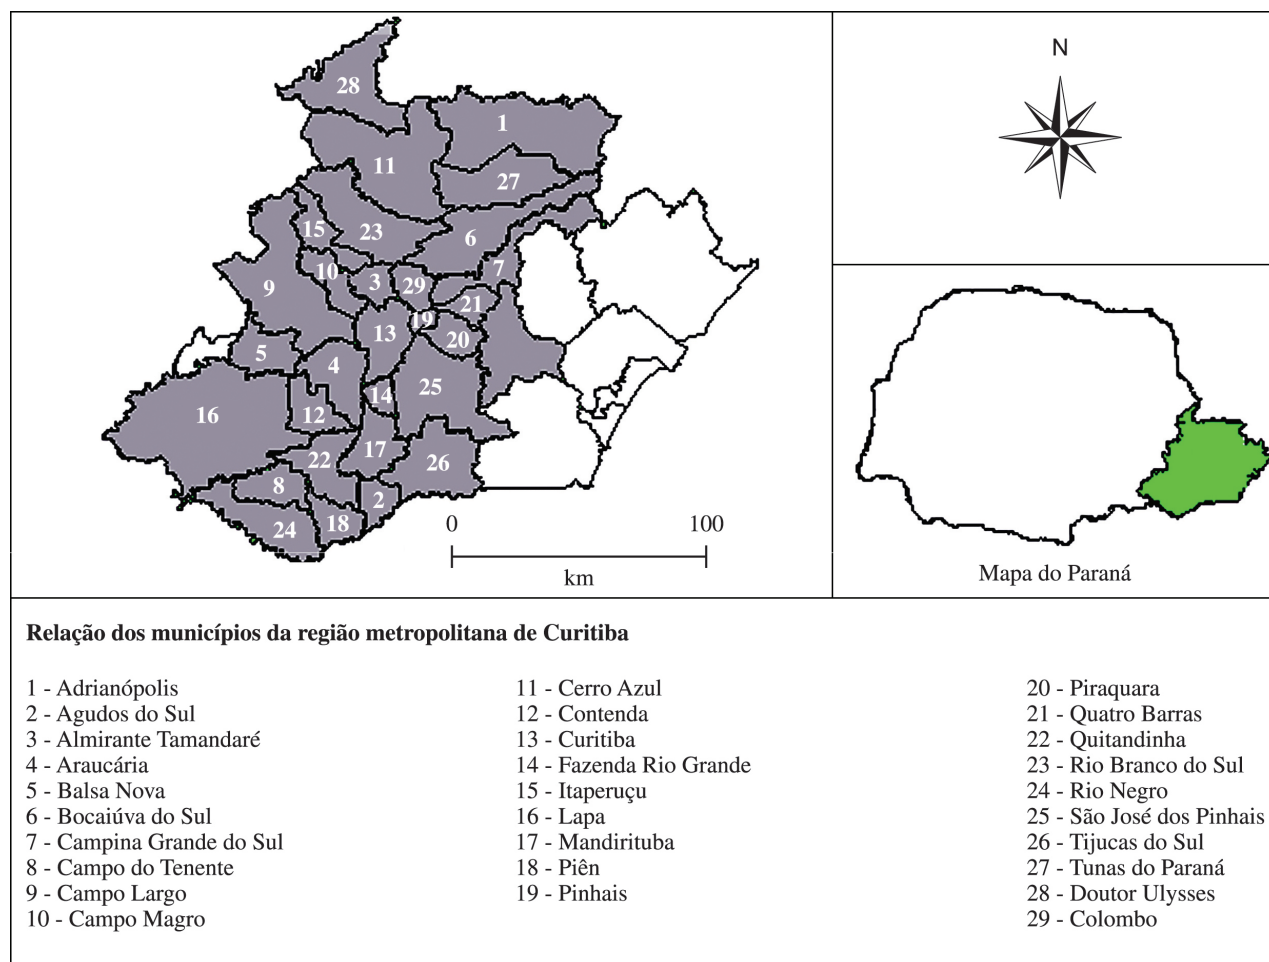 28
1
11
27
15
23
6
10
7
9
3
29
21
19
13
20
5
4
25
14
16
12
17
22
26
8
2
24
18
0
100
km
N
Mapa do Paraná
Relação dos municípios da região metropolitana de Curitiba
1 - Adrianópolis
2 - Agudos do Sul
3 - Almirante Tamandaré
4 - Araucária
5 - Balsa Nova
6 - Bocaiúva do Sul
7 - Campina Grande do Sul
8 - Campo do Tenente
9 - Campo Largo
10 - Campo Magro
11 - Cerro Azul
12 - Contenda
13 - Curitiba
14 - Fazenda Rio Grande
15 - Itaperuçu
16 - Lapa
17 - Mandirituba
18 - Piên
19 - Pinhais
20 - Piraquara
21 - Quatro Barras
22 - Quitandinha
23 - Rio Branco do Sul
24 - Rio Negro
25 - São José dos Pinhais
26 - Tijucas do Sul
27 - Tunas do Paraná
28 - Doutor Ulysses
29 - Colombo